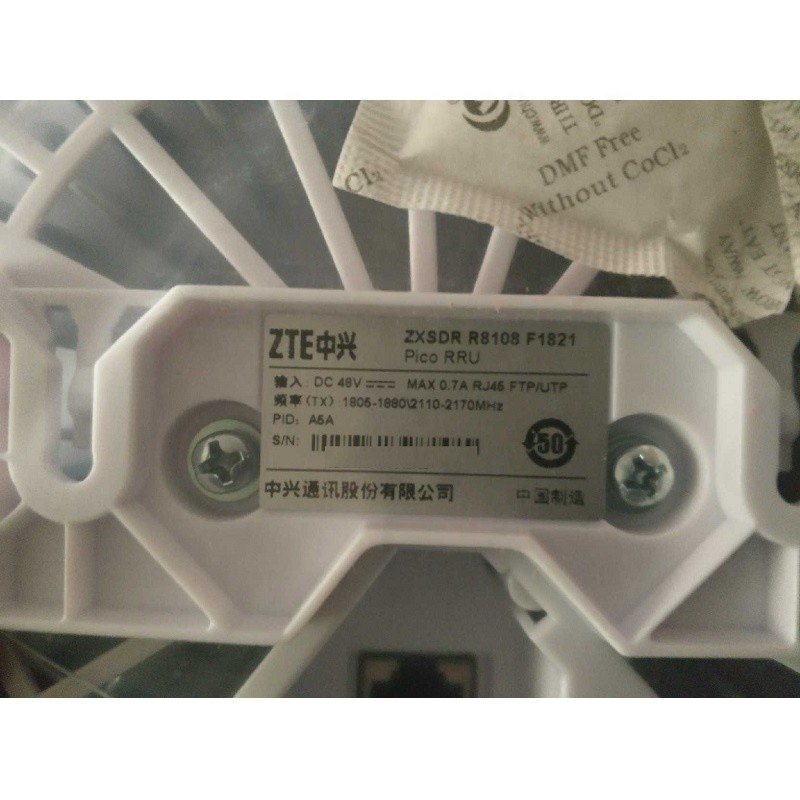 DMF Free
Without CoCl₂
Cl₂
ZTE中兴
ZXSDR R8108 F1821
Pico RRU
输入: DC 48V MAX 0.7A RJ45 FTP/UTP
频率(TX): 1805-1880\2110-2170MHz
PID: A5A
S/N:
50
中兴通讯股份有限公司
中国制造